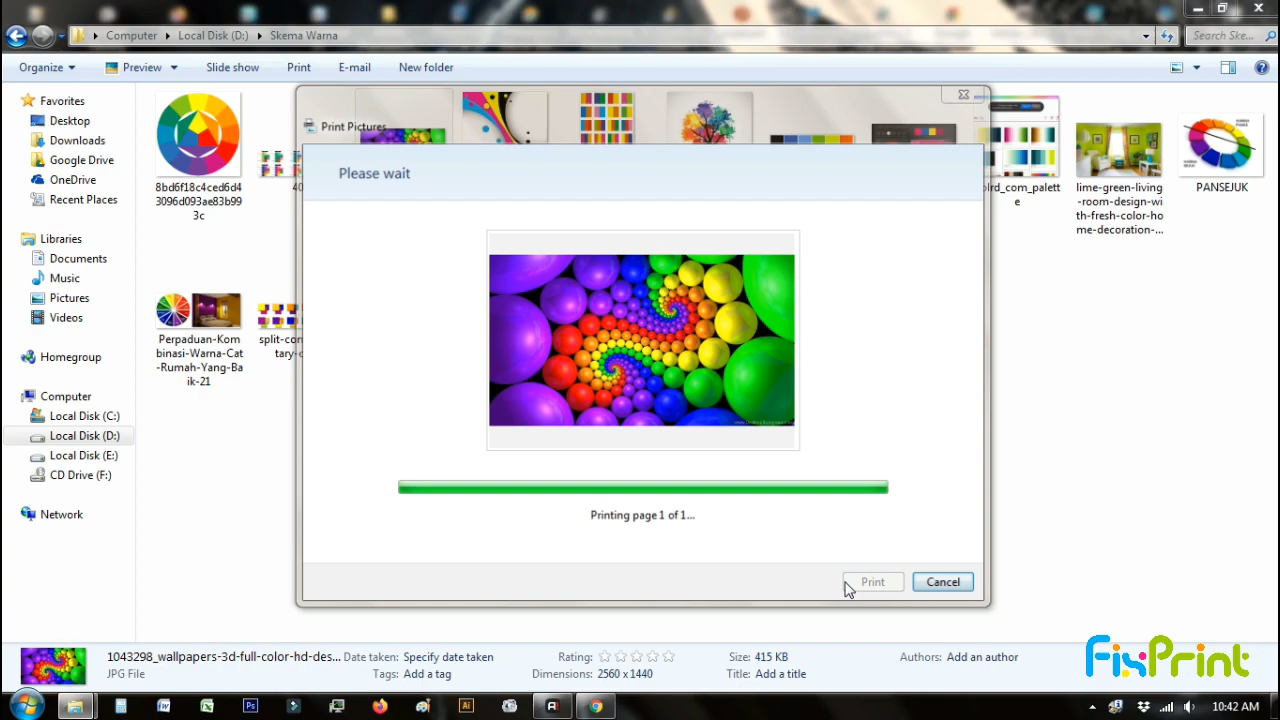 Computer
Local Disk (D:)
Skema Warna
Search Ske...
Organize
Preview
Slide show
Print
E-mail
New folder
Favorites
Desktop
Downloads
Google Drive
OneDrive
Recent Places
Libraries
Documents
Music
Pictures
Videos
Homegroup
Computer
Local Disk (C:)
Local Disk (D:)
Local Disk (E:)
CD Drive (F:)
Network
8bd6f18c4ced6d4
3096d093ae83b99
3c
lime-green-living
-room-design-wi
th-fresh-color-ho
me-decoration-...
PANSEJUK
Perpaduan-Kom
binasi-Warna-Cat
-Rumah-Yang-Ba
ik-21
Print Pictures
Please wait
Printing page 1 of 1...
Print
Cancel
1043298_wallpapers-3d-full-color-hd-des...
JPG File
Date taken: Specify date taken
Tags: Add a tag
Rating:
Dimensions: 2560 x 1440
Size: 415 KB
Title: Add a title
Authors: Add an author
FixPrint
10:42 AM